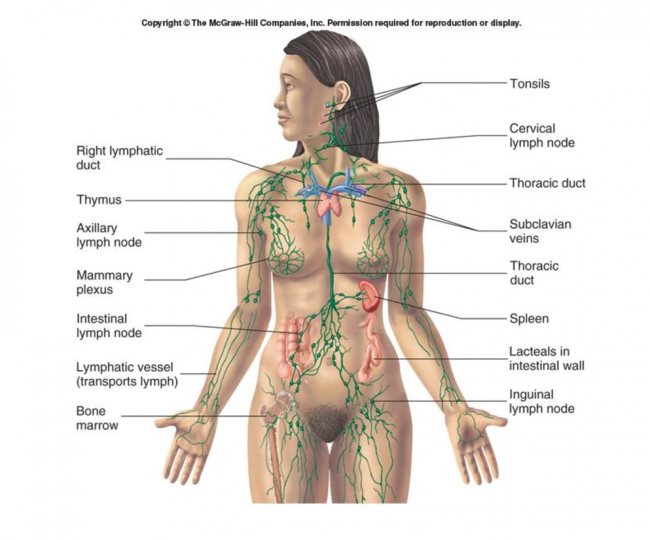 Copyright © The McGraw-Hill Companies, Inc. Permission required for reproduction or display.
Tonsils
Cervical
lymph node
Right lymphatic
duct
Thoracic duct
Thymus
Axillary
lymph node
Subclavian
veins
Mammary
plexus
Thoracic
duct
Intestinal
lymph node
Spleen
Lymphatic vessel
(transports lymph)
Lacteals in
intestinal wall
Bone
marrow
Inguinal
lymph node